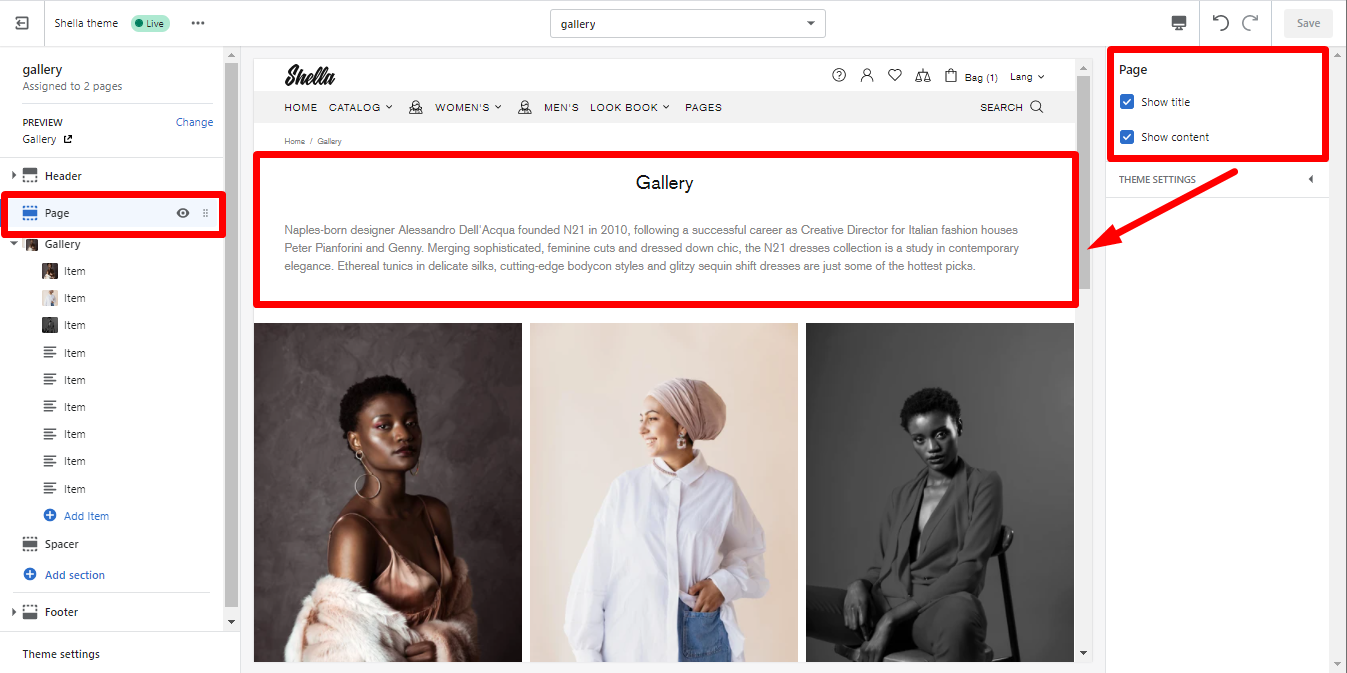 Shella theme
Live
gallery
Save
gallery
Assigned to 2 pages
PREVIEW
Change
Gallery
Header
Page
Gallery
Item
Item
Item
Item
Item
Item
Item
Item
Item
Add Item
Spacer
Add section
Footer
Theme settings
Shella
Bag (1)
Lang
HOME
CATALOG
WOMEN'S
MEN'S
LOOK BOOK
PAGES
SEARCH
Home / Gallery
Gallery
Naples-born designer Alessandro Dell'Acqua founded N21 in 2010, following a successful career as Creative Director for Italian fashion houses
Peter Pianforini and Genny. Merging sophisticated, feminine cuts and dressed down chic, the N21 dresses collection is a study in contemporary
elegance. Ethereal tunics in delicate silks, cutting-edge bodycon styles and glitzy sequin shift dresses are just some of the hottest picks.
Page
Show title
Show content
THEME SETTINGS